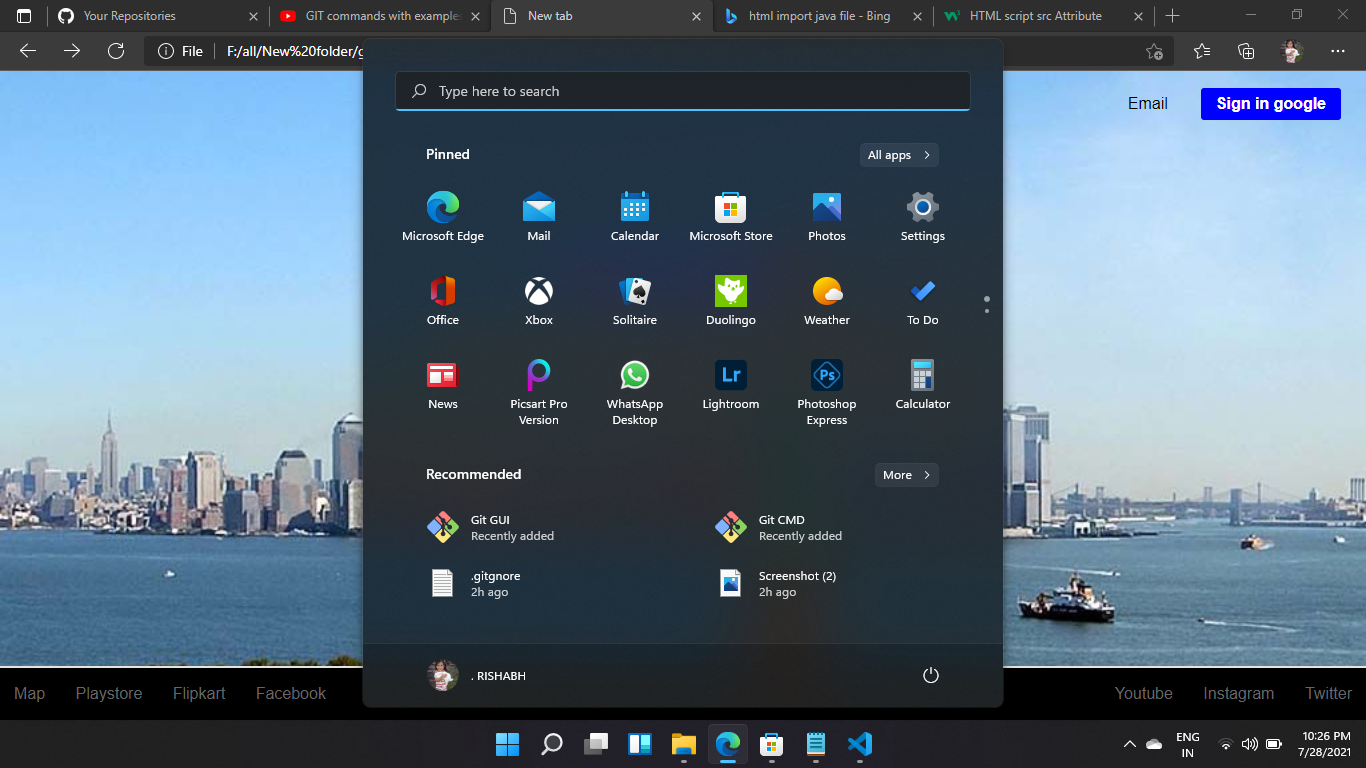 Your Repositories
GIT commands with example
New tab
html import java file - Bing
HTML script src Attribute
File
F:/all/New%20folder/g
Type here to search
Email
Sign in google
Pinned
All apps
Microsoft Edge
Mail
Calendar
Microsoft Store
Photos
Settings
Office
Xbox
Solitaire
Duolingo
Weather
To Do
News
Picsart Pro
Version
WhatsApp
Desktop
Lr
Lightroom
Ps
Photoshop
Express
Calculator
Recommended
More
Git GUI
Recently added
Git CMD
Recently added
.gitgnore
2h ago
Screenshot (2)
2h ago
. RISHABH
Map
Playstore
Flipkart
Facebook
Youtube
Instagram
Twitter
ENG
IN
10:26 PM
7/28/2021